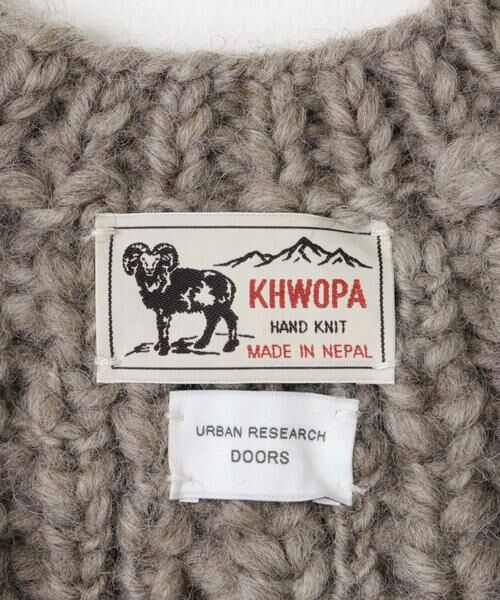 KHWOPA
HAND KNIT
MADE IN NEPAL
URBAN RESEARCH
DOORS